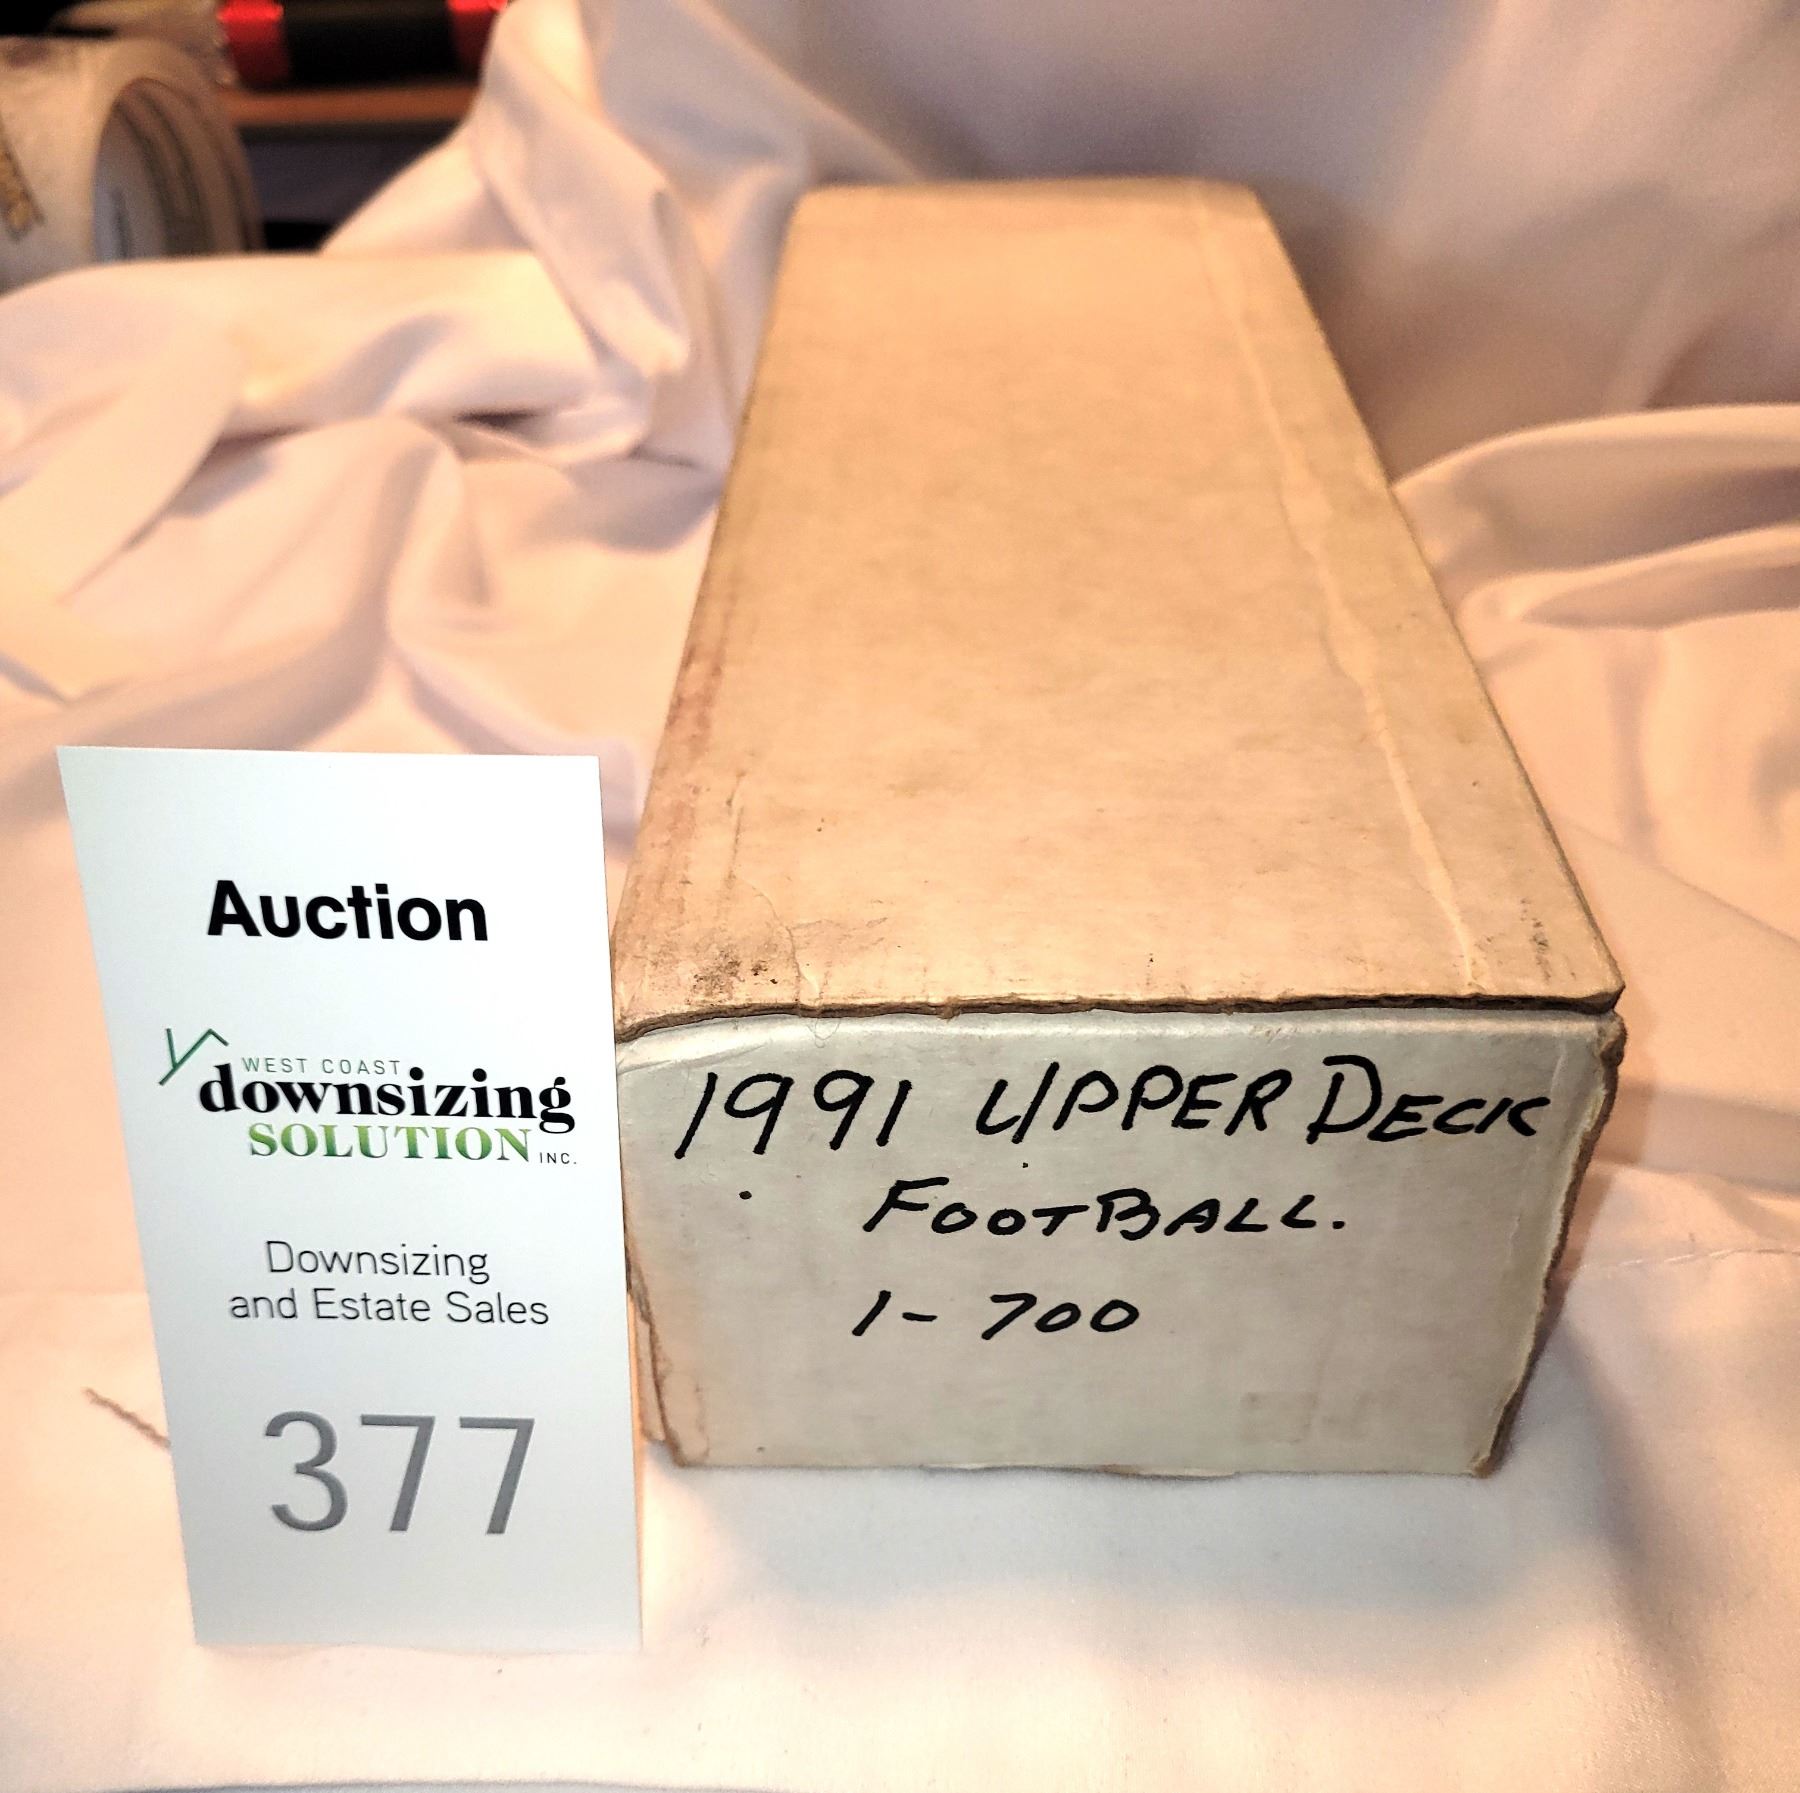 Auction
WEST COAST
downsizing
SOLUTION INC.
Downsizing
and Estate Sales
377
1991 UPPER DECK
FOOTBALL.
1-700